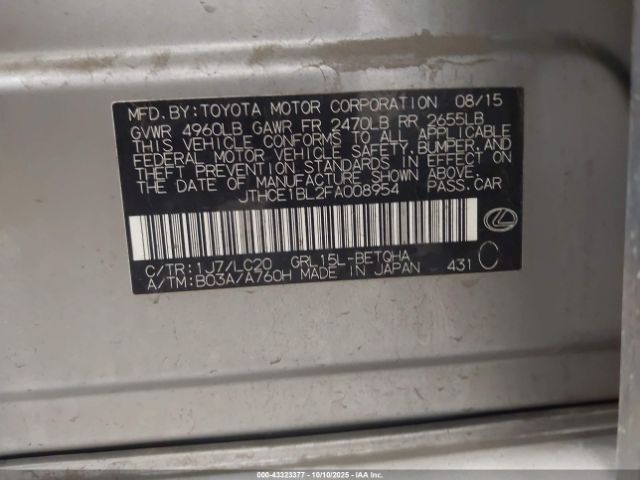 MFD.BY:TOYOTA MOTOR CORPORATION 08/15
GVWR 4960LB GAWR FR 2470LB RR 2655LB
THIS VEHICLE CONFORMS TO ALL APPLICABLE
FEDERAL MOTOR VEHICLE SAFETY,BUMPER,AND
THEFT PREVENTION STANDARDS IN EFFECT ON
THE DATE OF MANUFACTURE SHOWN ABOVE.
JTHCE1BL2FA008954 PASS.CAR
C/TR:1J7/LC20 GRL15L-BETQHA
A/TM:B03A/A760H MADE IN JAPAN 431
000-43323377 - 10/10/2025 - IAA Inc.